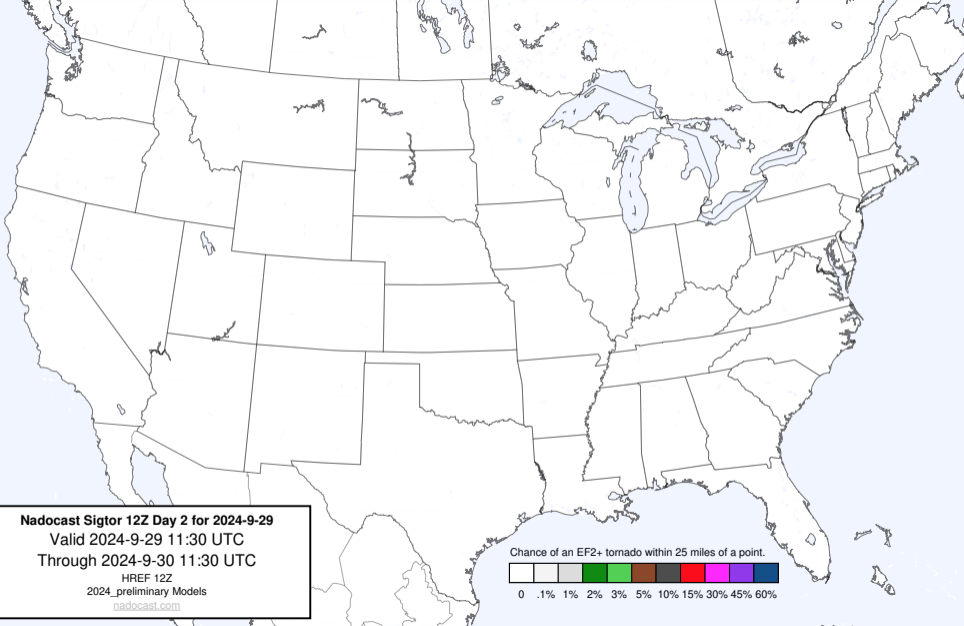 Nadocast Sigtor 12Z Day 2 for 2024-9-29
Valid 2024-9-29 11:30 UTC
Through 2024-9-30 11:30 UTC
HREF 12Z
2024_preliminary Models
nadocast.com
Chance of an EF2+ tornado within 25 miles of a point.
0 .1% 1% 2% 3% 5% 10% 15% 30% 45% 60%